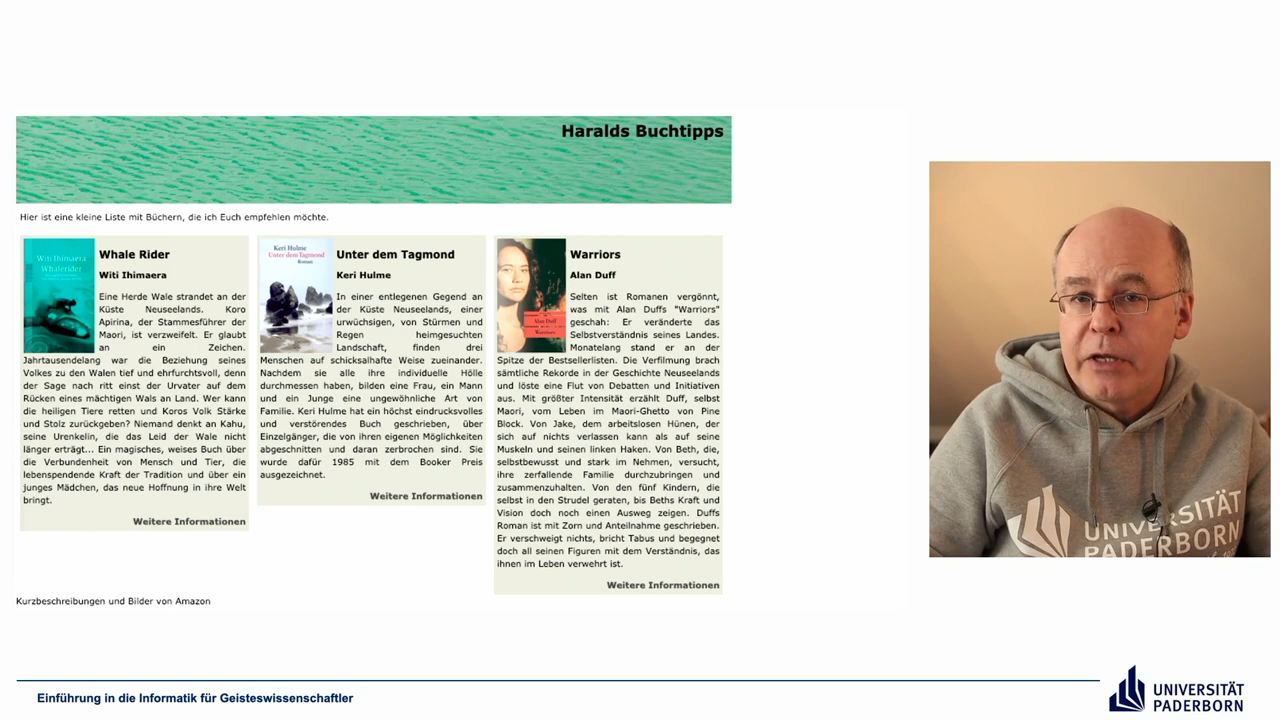 Haralds Buchtipps
Hier ist eine kleine Liste mit Büchern, die ich Euch empfehlen möchte.
Witi Ihimaera
Whalerider
Whale Rider
Witi Ihimaera
Eine Herde Wale strandet an der
Küste Neuseelands. Koro
Apirina, der Stammesführer der
Maori, ist verzweifelt. Er glaubt
an ein Zeichen.
Jahrtausendelang war die Beziehung seines
Volkes zu den Walen tief und ehrfurchtsvoll, denn
der Sage nach ritt einst der Urvater auf dem
Rücken eines mächtigen Wals an Land. Wer kann
die heiligen Tiere retten und Koros Volk Stärke
und Stolz zurückgeben? Niemand denkt an Kahu,
seine Urenkelin, die das Leid der Wale nicht
länger erträgt... Ein magisches, weises Buch über
die Verbundenheit von Mensch und Tier, die
lebenspendende Kraft der Tradition und über ein
junges Mädchen, das neue Hoffnung in ihre Welt
bringt.
Weitere Informationen
Keri Hulme
Unter dem Tagmond
Roman
Unter dem Tagmond
Keri Hulme
In einer entlegenen Gegend an
der Küste Neuseelands, einer
urwüchsigen, von Stürmen und
Regen heimgesuchten
Landschaft, finden drei
Menschen auf schicksalhafte Weise zueinander.
Nachdem sie alle ihre individuelle Hölle
durchmessen haben, bilden eine Frau, ein Mann
und ein Junge eine ungewöhnliche Art von
Familie. Keri Hulme hat ein höchst eindrucksvolles
und verstörendes Buch geschrieben, über
Einzelgänger, die von ihren eigenen Möglichkeiten
abgeschnitten und daran zerbrochen sind. Sie
wurde dafür 1985 mit dem Booker Preis
ausgezeichnet.
Weitere Informationen
Alan Duff
Warriors
Warriors
Alan Duff
Selten ist Romanen vergönnt,
was mit Alan Duffs "Warriors"
geschah: Er veränderte das
Selbstverständnis seines Landes.
Monatelang stand er an der
Spitze der Bestsellerlisten. Die Verfilmung brach
sämtliche Rekorde in der Geschichte Neuseelands
und löste eine Flut von Debatten und Initiativen
aus. Mit größter Intensität erzählt Duff, selbst
Maori, vom Leben im Maori-Ghetto von Pine
Block. Von Jake, dem arbeitslosen Hünen, der
sich auf nichts verlassen kann als auf seine
Muskeln und seinen linken Haken. Von Beth, die,
selbstbewusst und stark im Nehmen, versucht,
ihre zerfallende Familie durchzubringen und
zusammenzuhalten. Von den fünf Kindern, die
selbst in den Strudel geraten, bis Beths Kraft und
Vision doch noch einen Ausweg zeigen. Duffs
Roman ist mit Zorn und Anteilnahme geschrieben.
Er verschweigt nichts, bricht Tabus und begegnet
doch all seinen Figuren mit dem Verständnis, das
ihnen im Leben verwehrt ist.
Weitere Informationen
Kurzbeschreibungen und Bilder von Amazon
UNIVERSITÄT
PADERBORN
Einführung in die Informatik für Geisteswissenschaftler
UNIVERSITÄT
PADERBORN